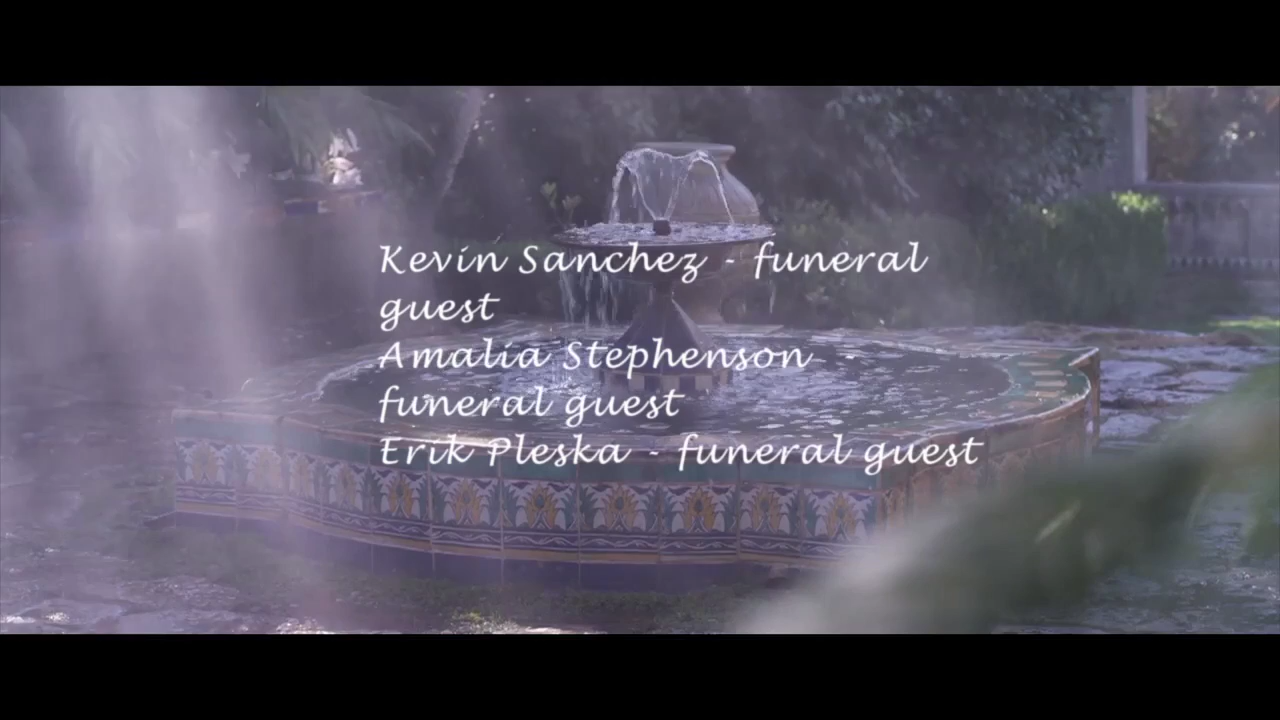 Kevin Sanchez - funeral
guest
Amalia Stephenson
funeral guest
Erik Pleska - funeral guest